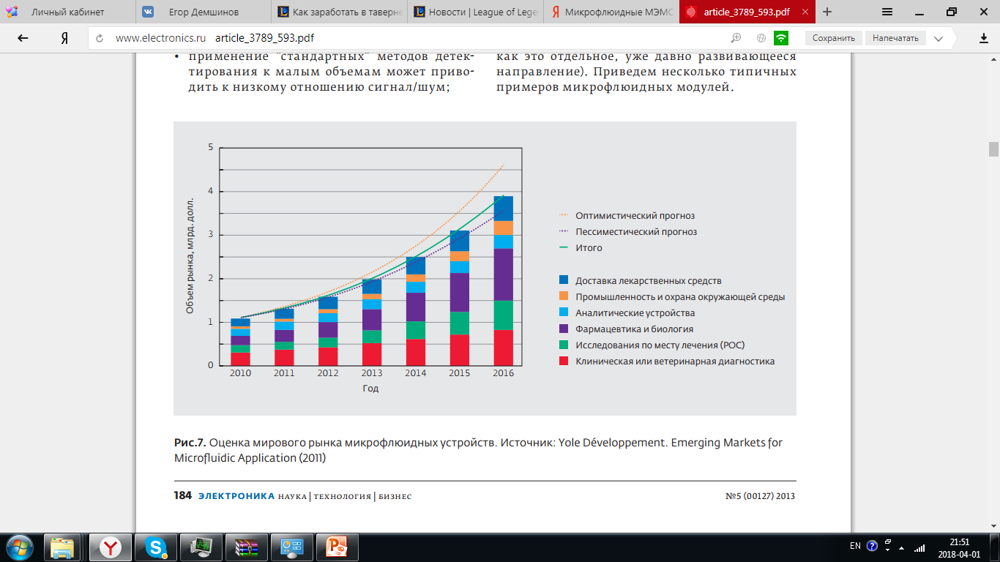 Личный кабинет
Егор Демшинов
Как заработать в таверне
Новости | League of Lege
Микрофлюидные МЭМС
article_3789_593.pdf
Я
www.electronics.ru article_3789_593.pdf
Сохранить
Напечатать
• применение "стандартных" методов детек-
тирования к малым объемам может приво-
дить к низкому отношению сигнал/шум;
как это отдельное, уже давно развивающееся
направление). Приведем несколько типичных
примеров микрофлюидных модулей.
Объем рынка, млрд. долл.
5
4
3
2
1
0
2010 2011 2012 2013 2014 2015 2016
Год
Оптимистический прогноз
Пессиместический прогноз
Итого
Доставка лекарственных средств
Промышленность и охрана окружающей среды
Аналитические устройства
Фармацевтика и биология
Исследования по месту лечения (POC)
Клиническая или ветеринарная диагностика
Рис.7. Оценка мирового рынка микрофлюидных устройств. Источник: Yole Développement. Emerging Markets for
Microfluidic Application (2011)
184 ЭЛЕКТРОНИКА НАУКА | ТЕХНОЛОГИЯ | БИЗНЕС
№5 (00127) 2013
EN
21:51
2018-04-01